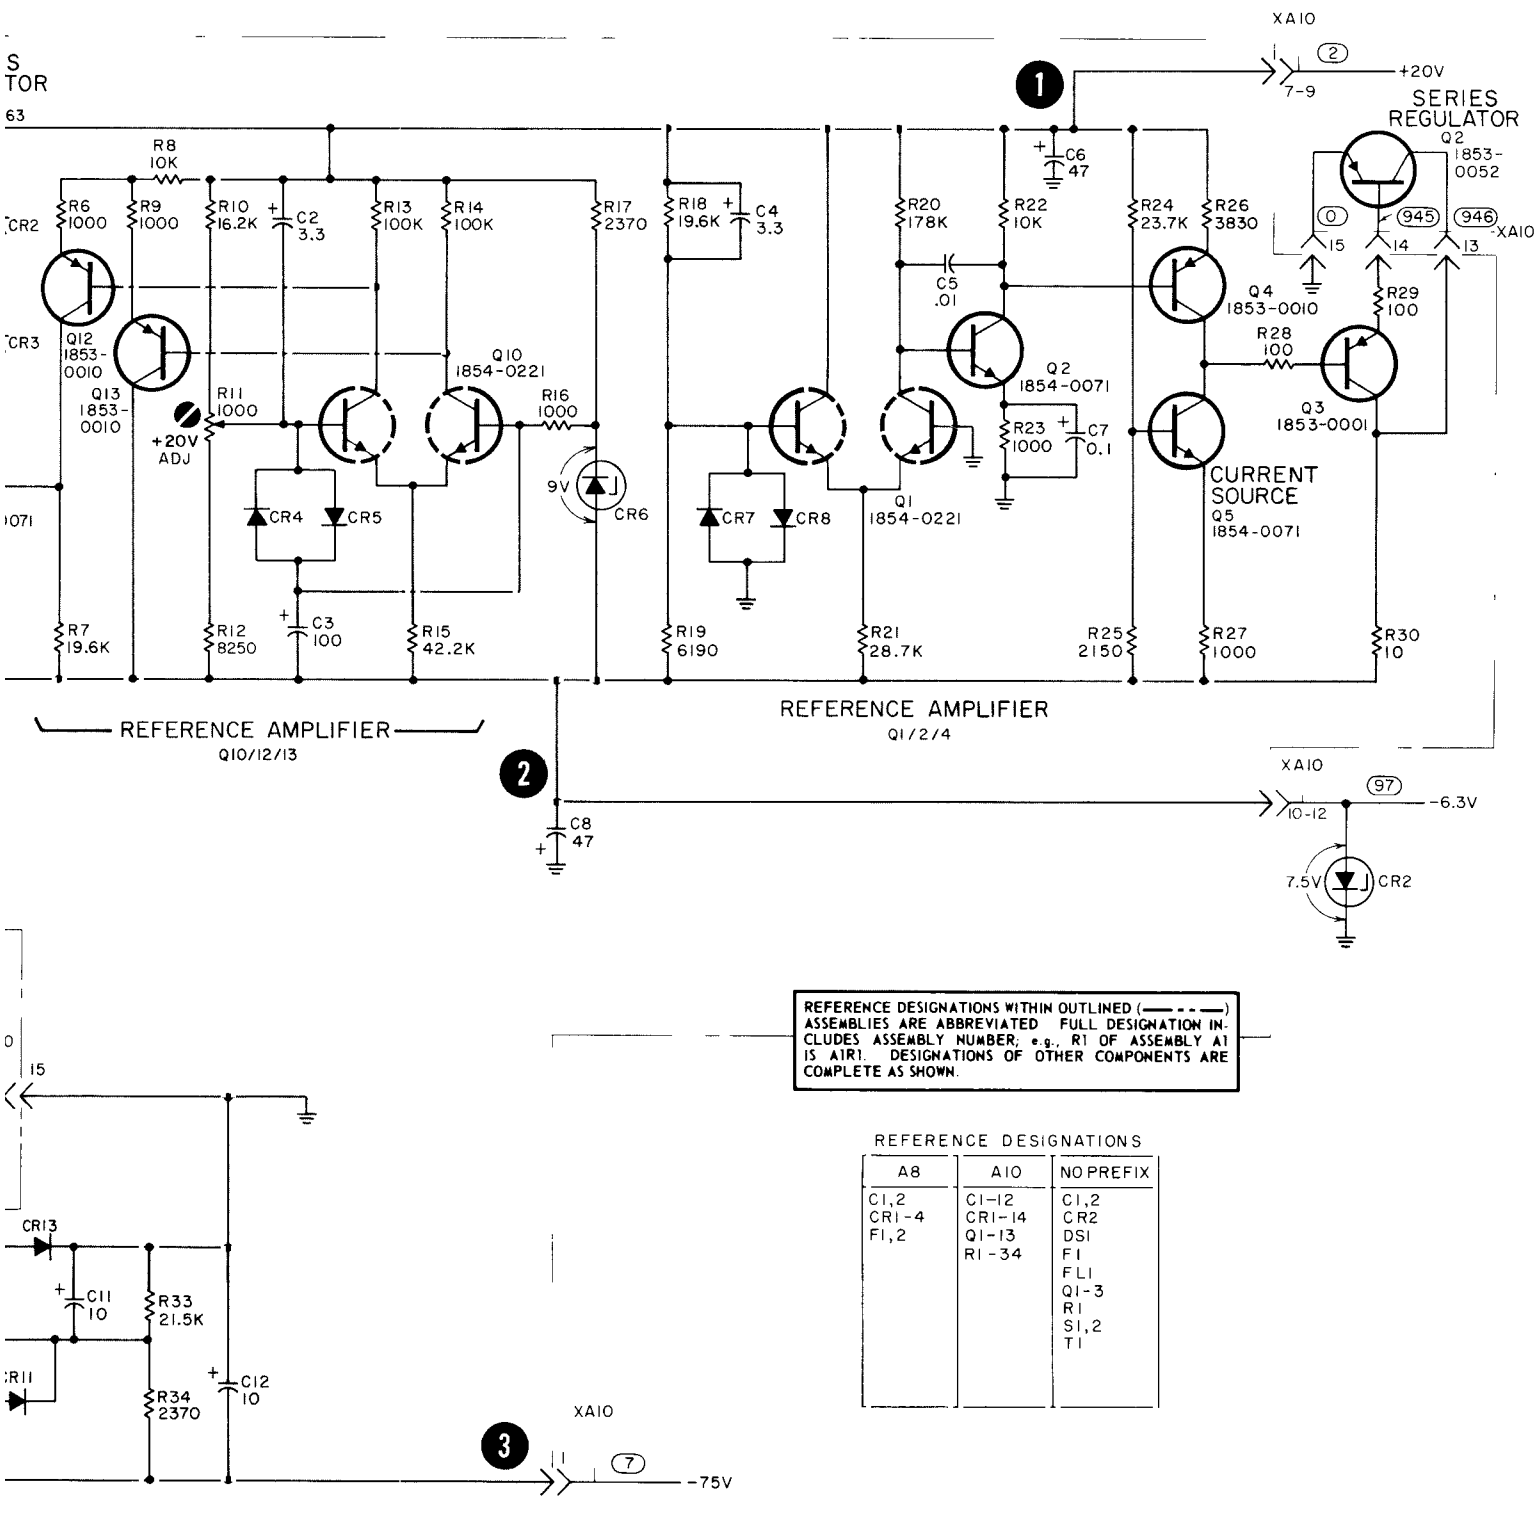 XA10
1
2
7-9
+20V
1
S
TOR
63
SERIES
REGULATOR
Q2
1853-
0052
R8
10K
C6
47
R6
1000
R9
1000
R10
16.2K
C2
3.3
R13
100K
R14
100K
R17
2370
R18
19.6K
C4
3.3
R20
178K
R22
10K
R24
23.7K
R26
3830
0
945
946
XA10
15
14
13
CR2
C5
.01
Q4
1853-0010
R29
100
CR3
Q12
1853-
0010
Q13
1853-
0010
Q10
1854-0221
R28
100
Q2
1854-0071
R11
1000
+20V
ADJ
R16
1000
Q3
1853-0001
R23
1000
C7
0.1
9V
CR6
CURRENT
SOURCE
Q5
1854-0071
0071
CR4
CR5
CR7
CR8
Q1
1854-0221
R7
19.6K
R12
8250
C3
100
R15
42.2K
R19
6190
R21
28.7K
R25
2150
R27
1000
R30
10
REFERENCE AMPLIFIER
Q10/12/13
REFERENCE AMPLIFIER
Q1/2/4
2
XA10
97
10-12
-6.3V
C8
47
7.5V
CR2
REFERENCE DESIGNATIONS WITHIN OUTLINED ( )
ASSEMBLIES ARE ABBREVIATED FULL DESIGNATION IN-
CLUDES ASSEMBLY NUMBER; e.g., R1 OF ASSEMBLY A1
IS A1R1. DESIGNATIONS OF OTHER COMPONENTS ARE
COMPLETE AS SHOWN.
0
15
REFERENCE DESIGNATIONS
A8 A10 NO PREFIX
C1,2 C1-12 C1,2
CR1-4 CR1-14 CR2
F1,2 Q1-13 DS1
R1-34 F1
FL1
Q1-3
R1
S1,2
T1
CR13
C11
10
R33
21.5K
CR11
R34
2370
C12
10
XA10
3
11
7
-75V